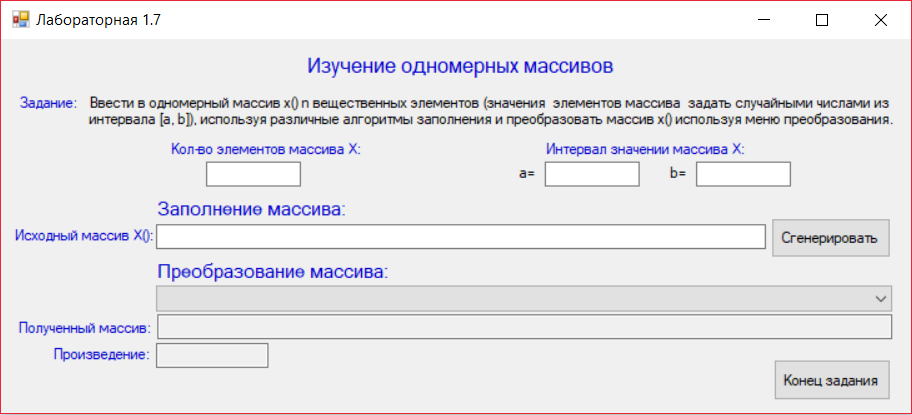 Лабораторная 1.7
Изучение одномерных массивов
Задание: Ввести в одномерный массив x() n вещественных элементов (значения элементов массива задать случайными числами из
интервала [a, b]), используя различные алгоритмы заполнения и преобразовать массив x() используя меню преобразования.
Кол-во элементов массива X: Интервал значении массива X:
a= b=
Заполнение массива:
Исходный массив X(): Сгенерировать
Преобразование массива:
Полученный массив:
Произведение:
Конец задания